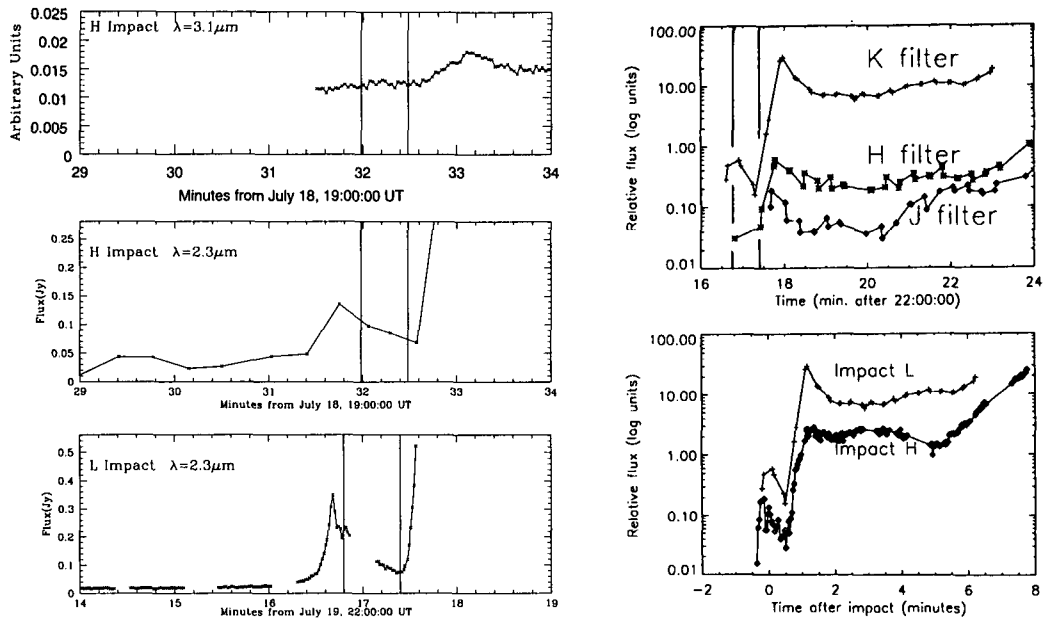 0.025
0.02
0.015
0.01
0.005
0
Arbitrary Units
H Impact λ=3.1μm
29 30 31 32 33 34
Minutes from July 18, 19:00:00 UT
0.25
0.2
0.15
0.1
0.05
0
Flux(Jy)
H Impact λ=2.3μm
29 30 31 32 33 34
Minutes from July 18, 19:00:00 UT
0.5
0.4
0.3
0.2
0.1
0
Flux(Jy)
L Impact λ=2.3μm
14 15 16 17 18 19
Minutes from July 19, 22:00:00 UT
100.00
10.00
1.00
0.10
0.01
Relative flux (log units)
K filter
H filter
J filter
16 18 20 22 24
Time (min. after 22:00:00)
100.00
10.00
1.00
0.10
0.01
Relative flux (log units)
Impact L
Impact H
−2 0 2 4 6 8
Time after impact (minutes)